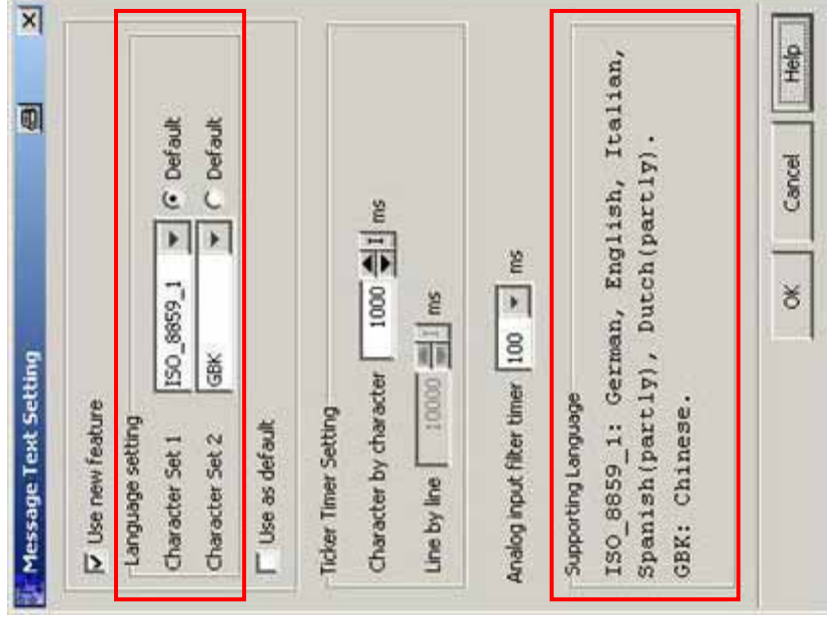 Message Text Setting
Use new feature
Language setting
Character Set 1 ISO_8859_1 Default
Character Set 2 GBK Default
Use as default
Ticker Timer Setting
Character by character 1000 ms
Line by line 10000 ms
Analog input filter timer 100 ms
Supporting Language
ISO_8859_1: German, English, Italian,
Spanish(partly), Dutch(partly).
GBK: Chinese.
OK Cancel Help